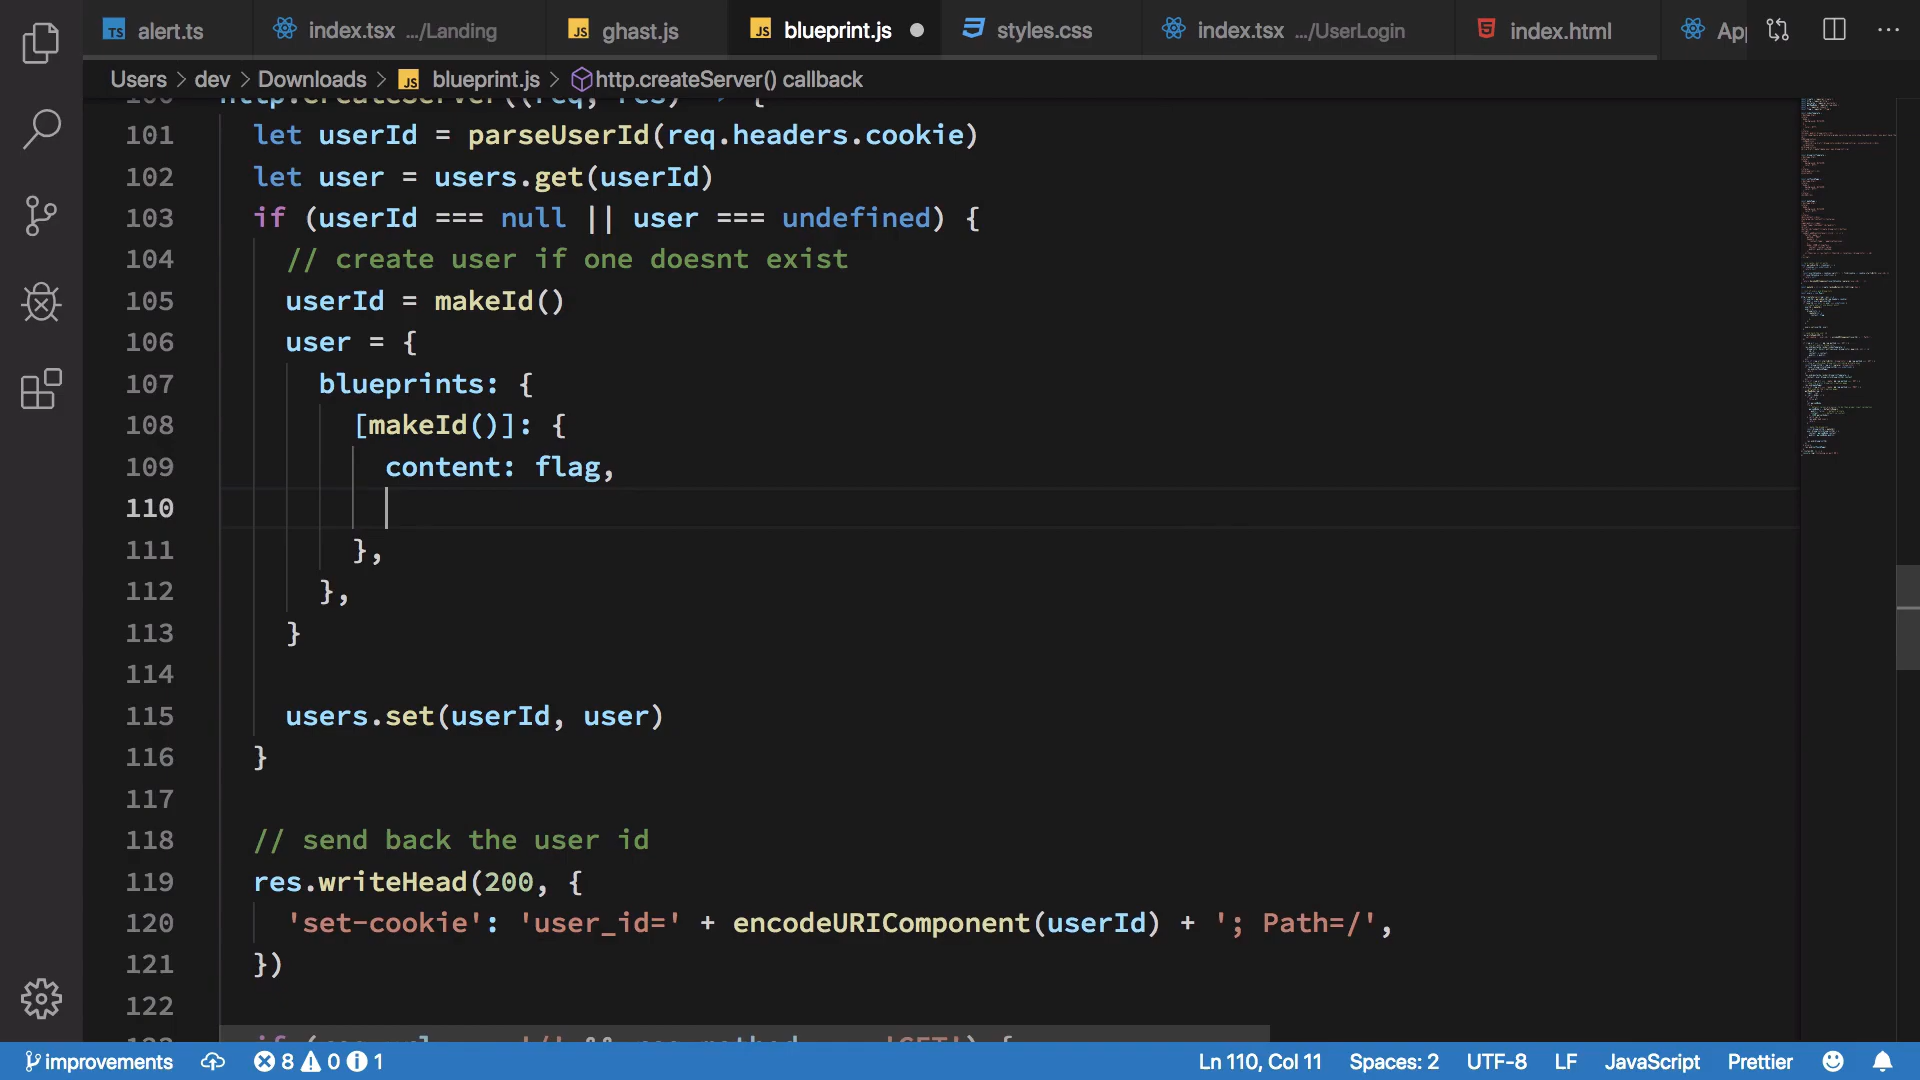 TS alert.ts index.tsx .../Landing JS ghast.js JS blueprint.js styles.css index.tsx .../UserLogin index.html
Users > dev > Downloads > JS blueprint.js > http.createServer() callback
101 let userId = parseUserId(req.headers.cookie)
102 let user = users.get(userId)
103 if (userId === null || user === undefined) {
104 // create user if one doesnt exist
105 userId = makeId()
106 user = {
107 blueprints: {
108 [makeId()]: {
109 content: flag,
110
111 },
112 },
113 }
114
115 users.set(userId, user)
116 }
117
118 // send back the user id
119 res.writeHead(200, {
120 'set-cookie': 'user_id=' + encodeURIComponent(userId) + '; Path=/',
121 })
122
improvements 8 0 1 Ln 110, Col 11 Spaces: 2 UTF-8 LF JavaScript Prettier